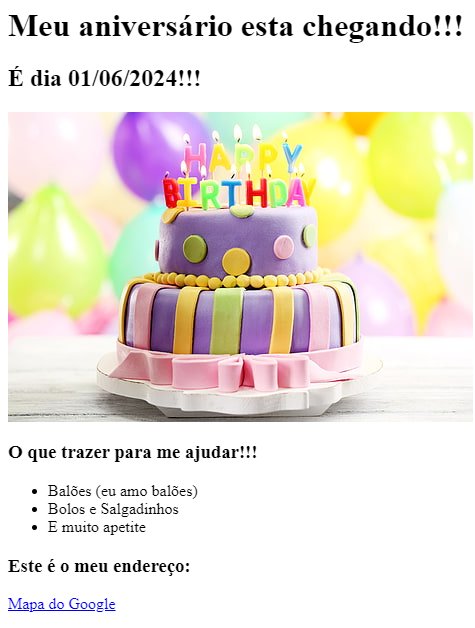 Meu aniversário esta chegando!!!
É dia 01/06/2024!!!
HAPPY
BIRTHDAY
O que trazer para me ajudar!!!
Balões (eu amo balões)
Bolos e Salgadinhos
E muito apetite
Este é o meu endereço:
Mapa do Google